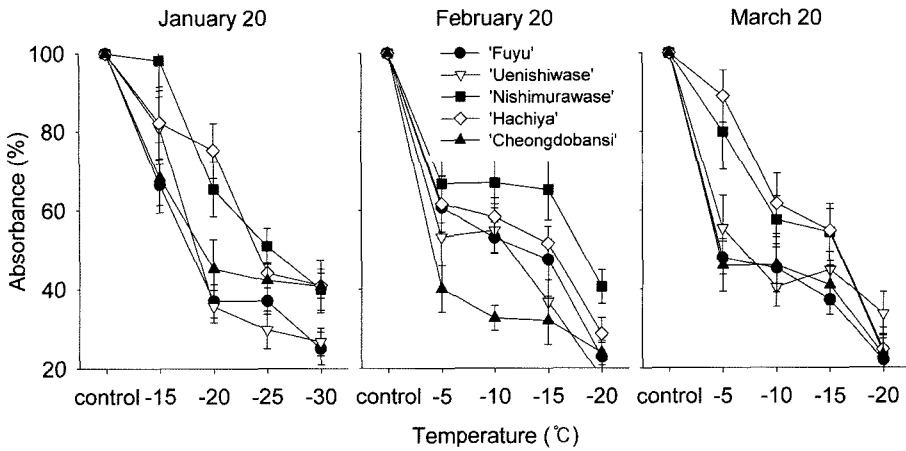 January 20
February 20
March 20
Absorbance (%)
100
80
60
40
20
'Fuyu'
'Uenishiwase'
'Nishimurawase'
'Hachiya'
'Cheongdobansi'
control -15 -20 -25 -30
control -5 -10 -15 -20
control -5 -10 -15 -20
Temperature (℃)